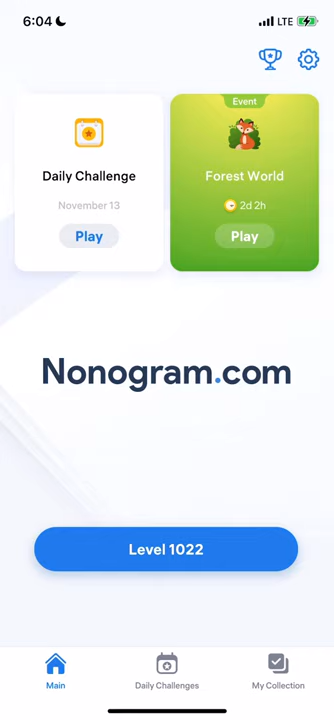 6:04
LTE
Daily Challenge
November 13
Play
Event
Forest World
2d 2h
Play
Nonogram.com
Level 1022
Main
Daily Challenges
My Collection